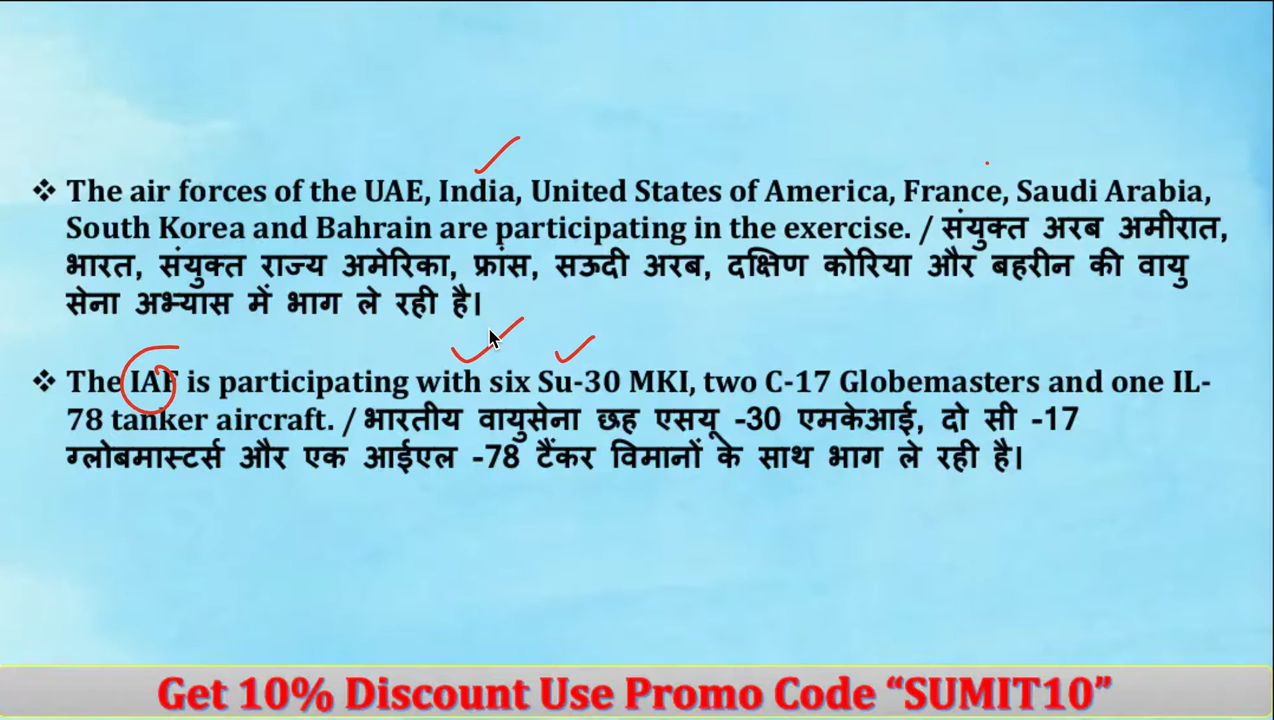 ❖ The air forces of the UAE, India, United States of America, France, Saudi Arabia,
South Korea and Bahrain are participating in the exercise. / संयुक्त अरब अमीरात,
भारत, संयुक्त राज्य अमेरिका, फ्रांस, सऊदी अरब, दक्षिण कोरिया और बहरीन की वायु
सेना अभ्यास में भाग ले रही है।
❖ The IAF is participating with six Su-30 MKI, two C-17 Globemasters and one IL-
78 tanker aircraft. / भारतीय वायुसेना छह एसयू -30 एमकेआई, दो सी -17
ग्लोबमास्टर्स और एक आईएल -78 टैंकर विमानों के साथ भाग ले रही है।
Get 10% Discount Use Promo Code “SUMIT10”